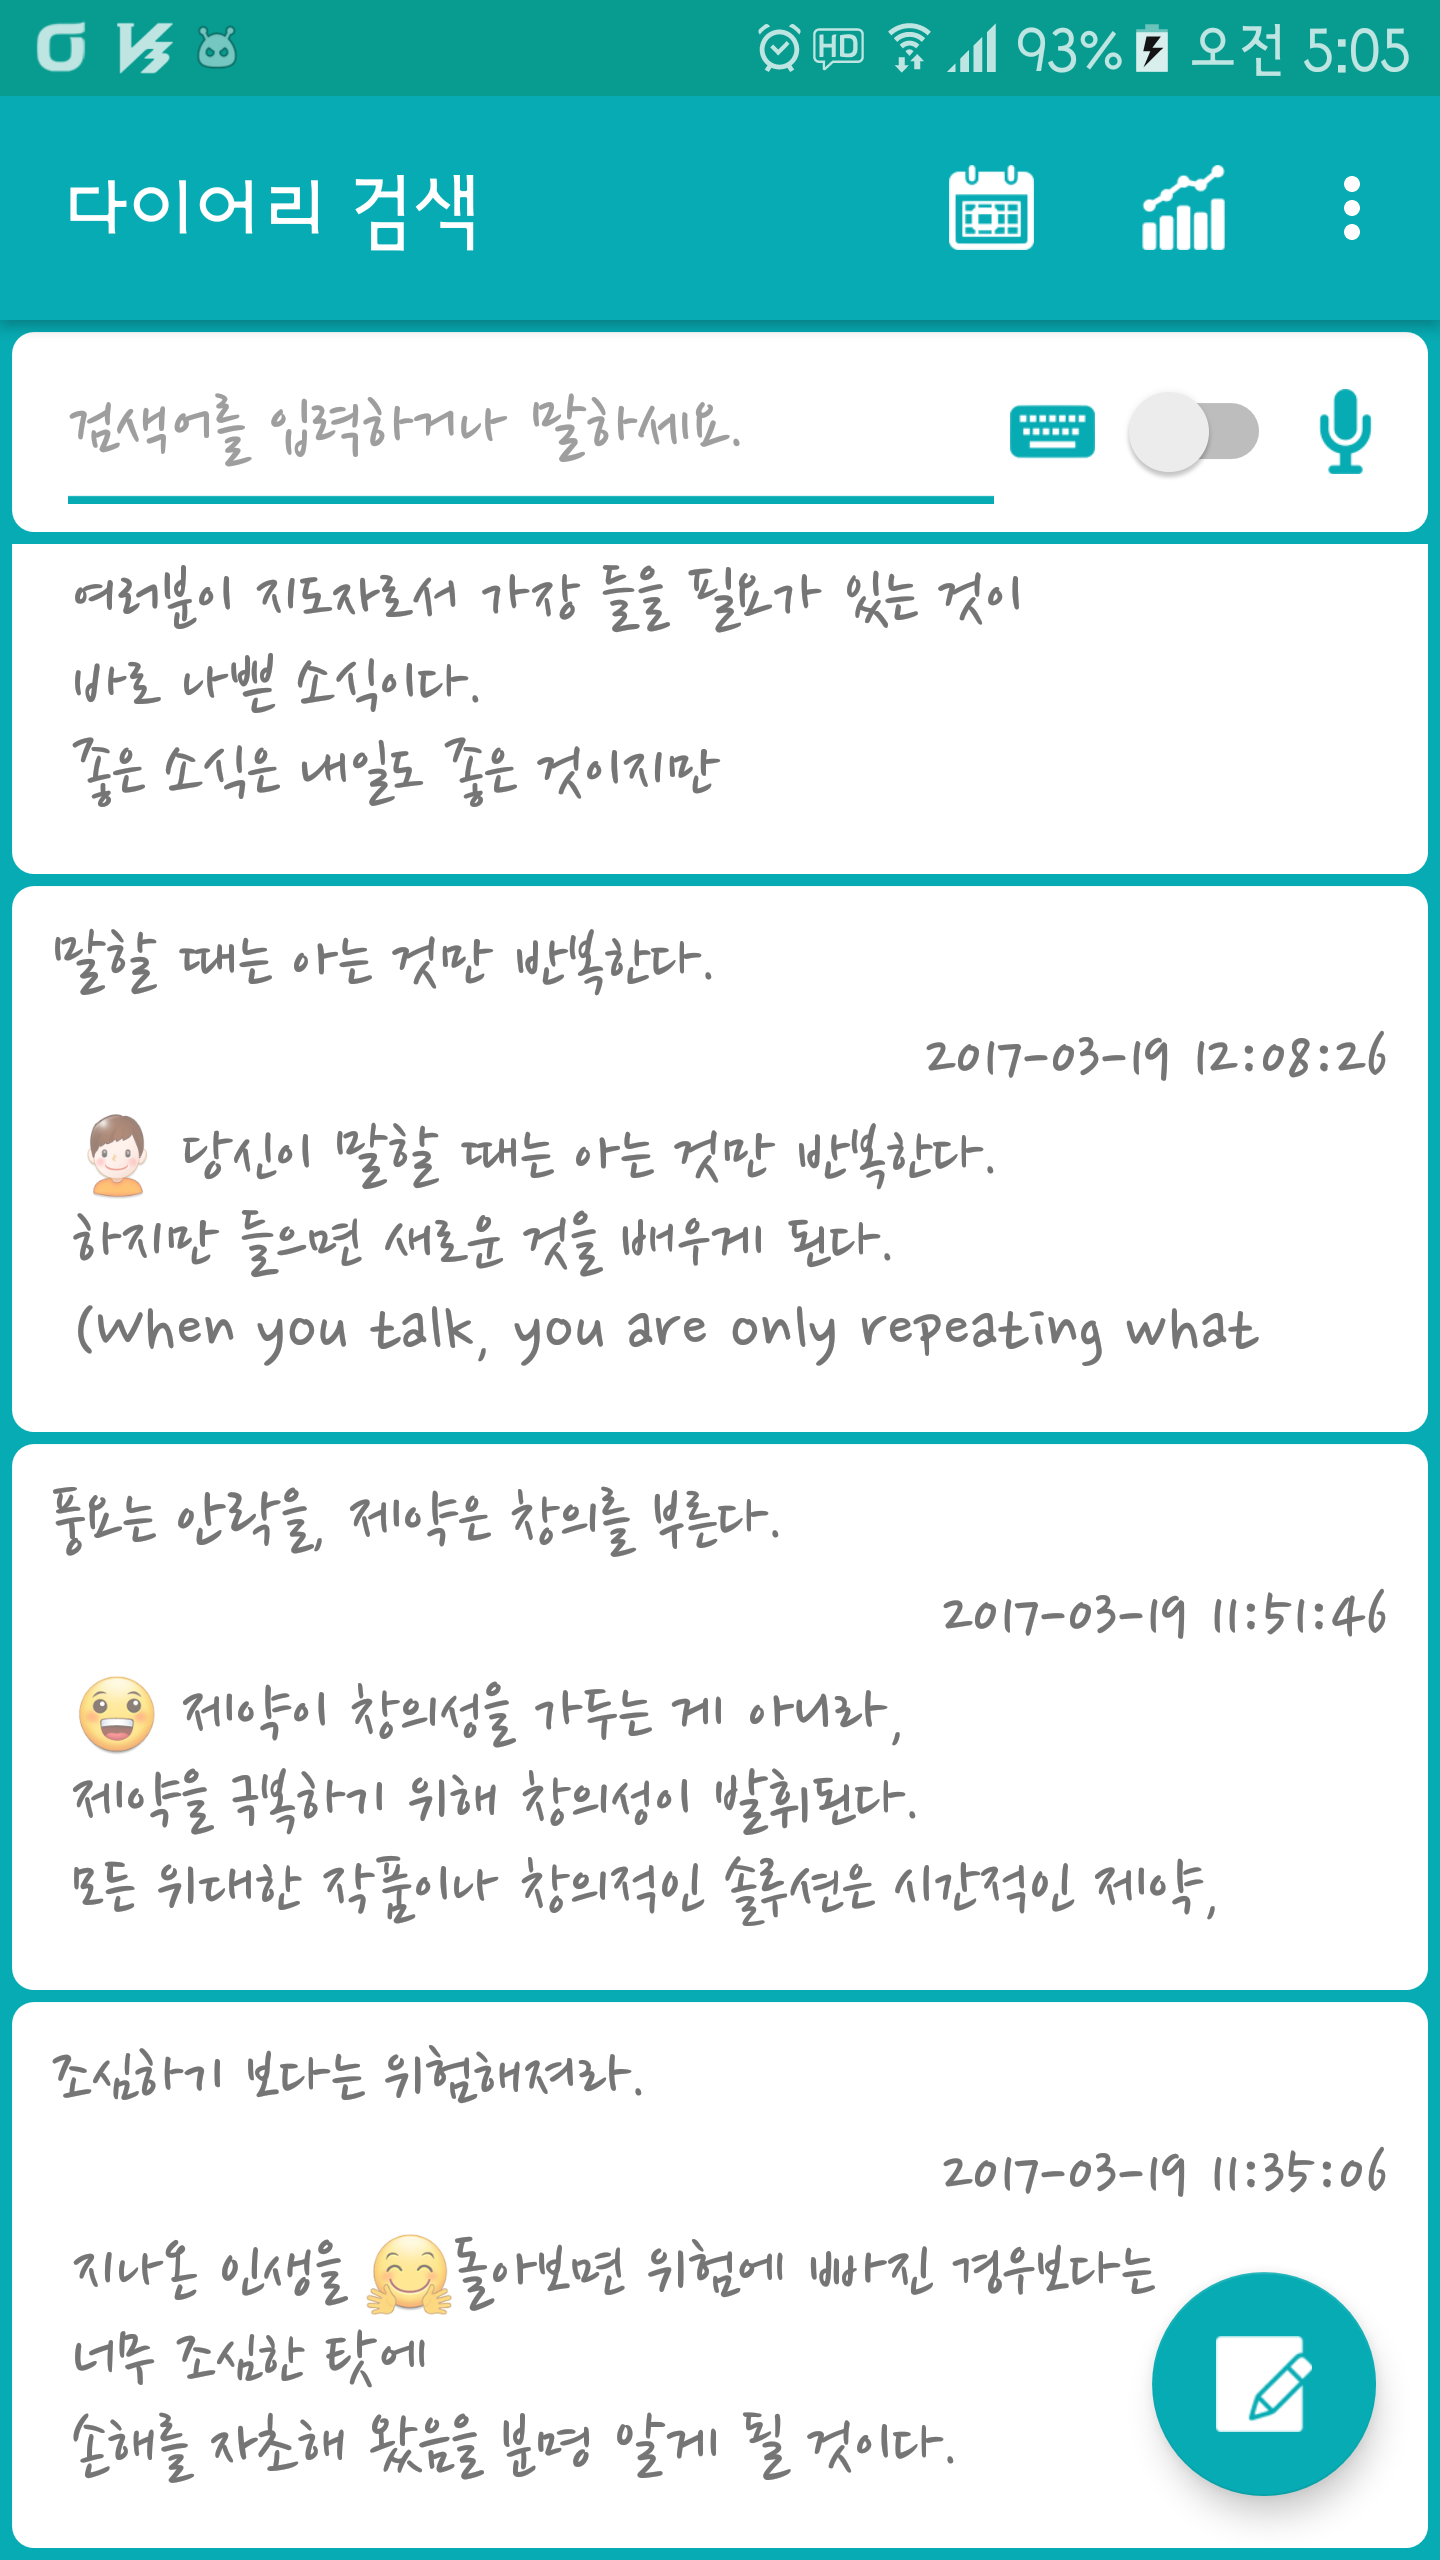 93% 오전 5:05
다이어리 검색
검색어를 입력하거나 말하세요.
여러분이 지도자로서 가장 들을 필요가 있는 것이
바로 나쁜 소식이다.
좋은 소식은 내일도 좋은 것이지만
말할 때는 아는 것만 반복한다.
2017-03-19 12:08:26
당신이 말할 때는 아는 것만 반복한다.
하지만 들으면 새로운 것을 배우게 된다.
(When you talk, you are only repeating what
풍요는 안락을, 제약은 창의를 부른다.
2017-03-19 11:51:46
제약이 창의성을 가두는 게 아니라,
제약을 극복하기 위해 창의성이 발휘된다.
모든 위대한 작품이나 창의적인 솔루션은 시간적인 제약,
조심하기 보다는 위험해져라.
2017-03-19 11:35:06
지나온 인생을 돌아보면 위험에 빠진 경우보다는
너무 조심한 탓에
손해를 자초해 왔음을 분명 알게 될 것이다.